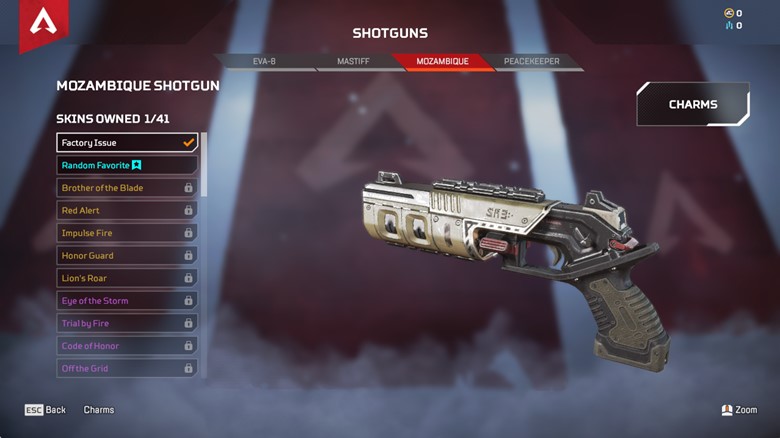 0
SHOTGUNS
0
EVA-8
MASTIFF
MOZAMBIQUE
PEACEKEEPER
MOZAMBIQUE SHOTGUN
CHARMS
SKINS OWNED 1/41
Factory Issue
Random Favorite
Brother of the Blade
Red Alert
Impulse Fire
Honor Guard
Lion's Roar
Eye of the Storm
Trial by Fire
Code of Honor
Off the Grid
ESC Back
Charms
Zoom